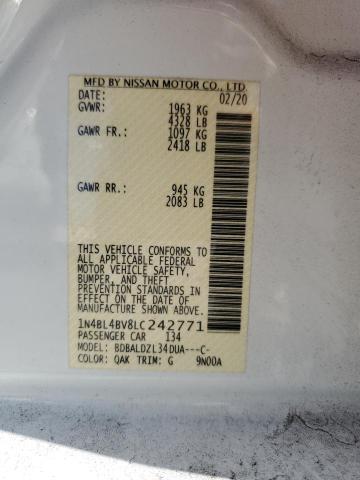 MFD BY NISSAN MOTOR CO., LTD.
DATE: 02/20
GVWR: 1963 KG
4328 LB
GAWR FR.: 1097 KG
2418 LB
GAWR RR.: 945 KG
2083 LB
THIS VEHICLE CONFORMS TO
ALL APPLICABLE FEDERAL
MOTOR VEHICLE SAFETY,
BUMPER, AND THEFT
PREVENTION STANDARDS
IN EFFECT ON THE DATE OF
MANUFACTURE SHOWN ABOVE.
1N4BL4BV8LC242771
PASSENGER CAR 134
MODEL: BDBALDZL34DUA---C-
COLOR: QAK TRIM: G 9N00A